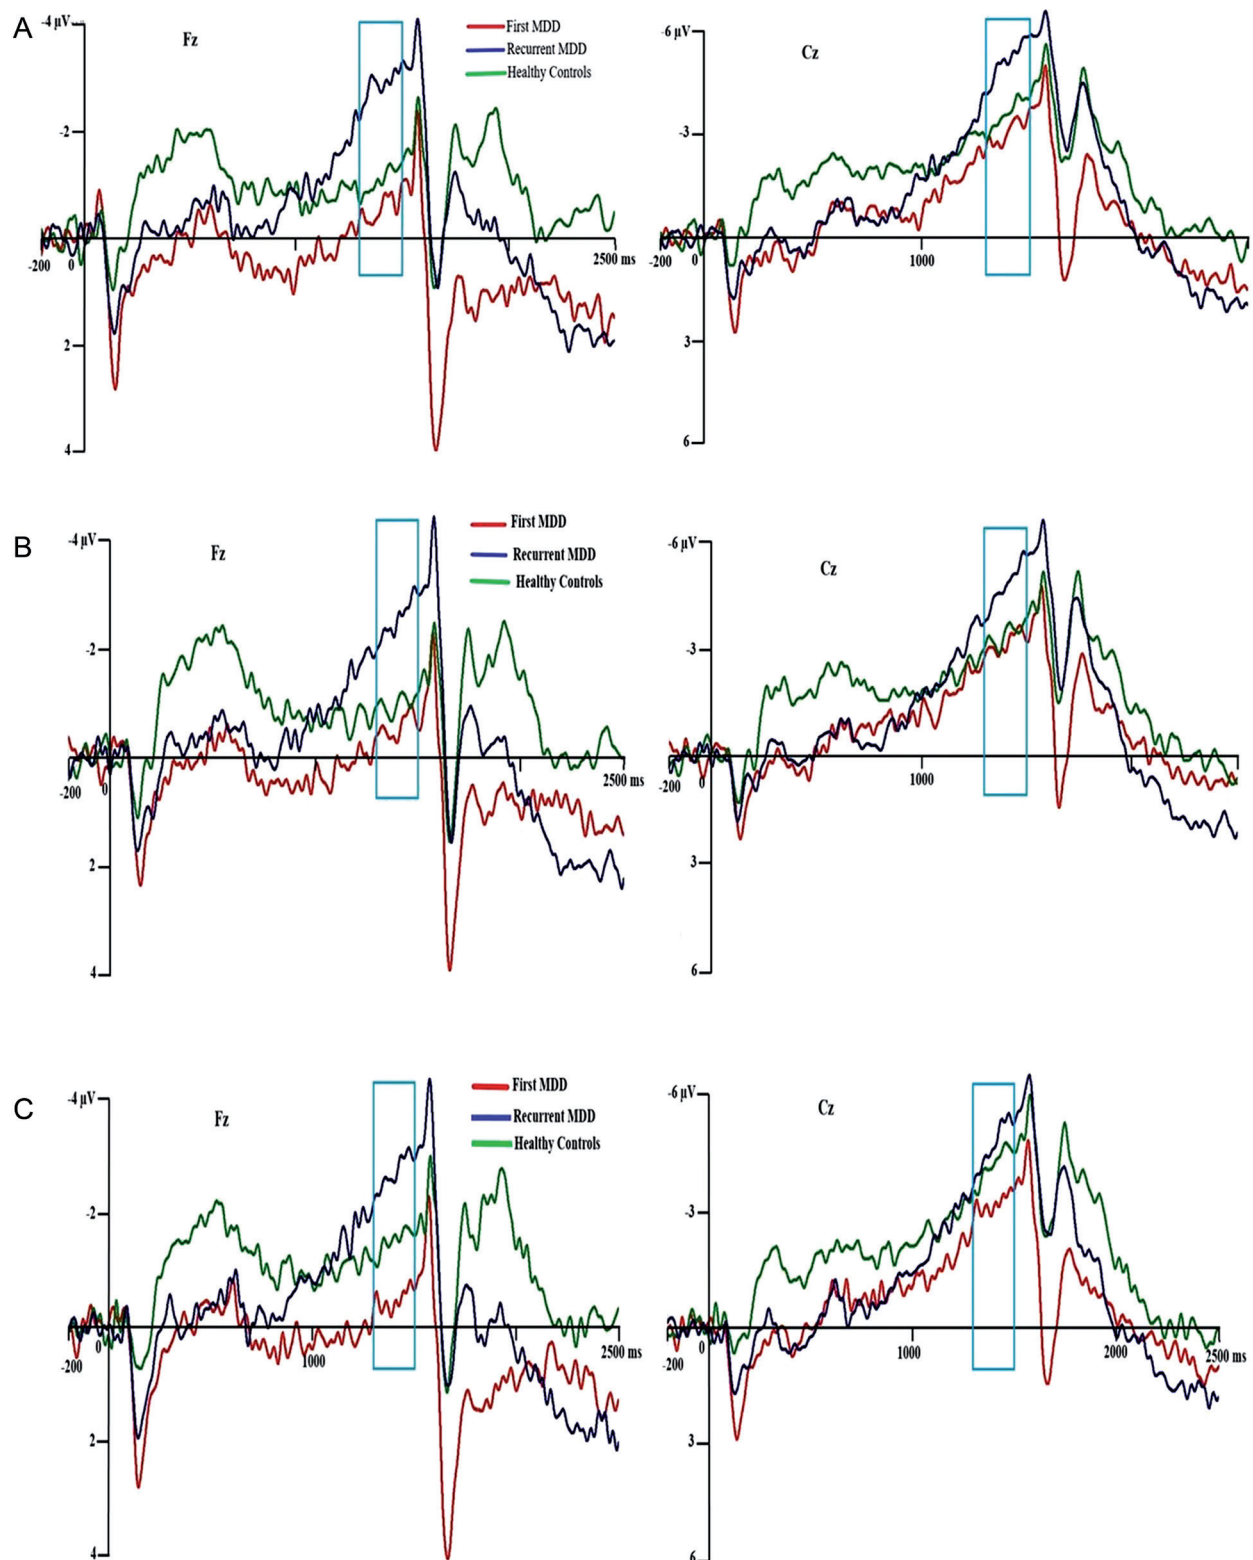 A
-4 µV
Fz
First MDD
Recurrent MDD
Healthy Controls
-2
-200
0
2500 ms
2
4
-6 µV
Cz
-3
-200
0
1000
3
6
B
-4 µV
Fz
First MDD
Recurrent MDD
Healthy Controls
-2
-200
0
2500 ms
2
4
-6 µV
Cz
-3
-200
0
1000
3
6
C
-4 µV
Fz
First MDD
Recurrent MDD
Healthy Controls
-2
-200
0
1000
2500 ms
2
4
-6 µV
Cz
-3
-200
0
1000
2000
2500 ms
3
6